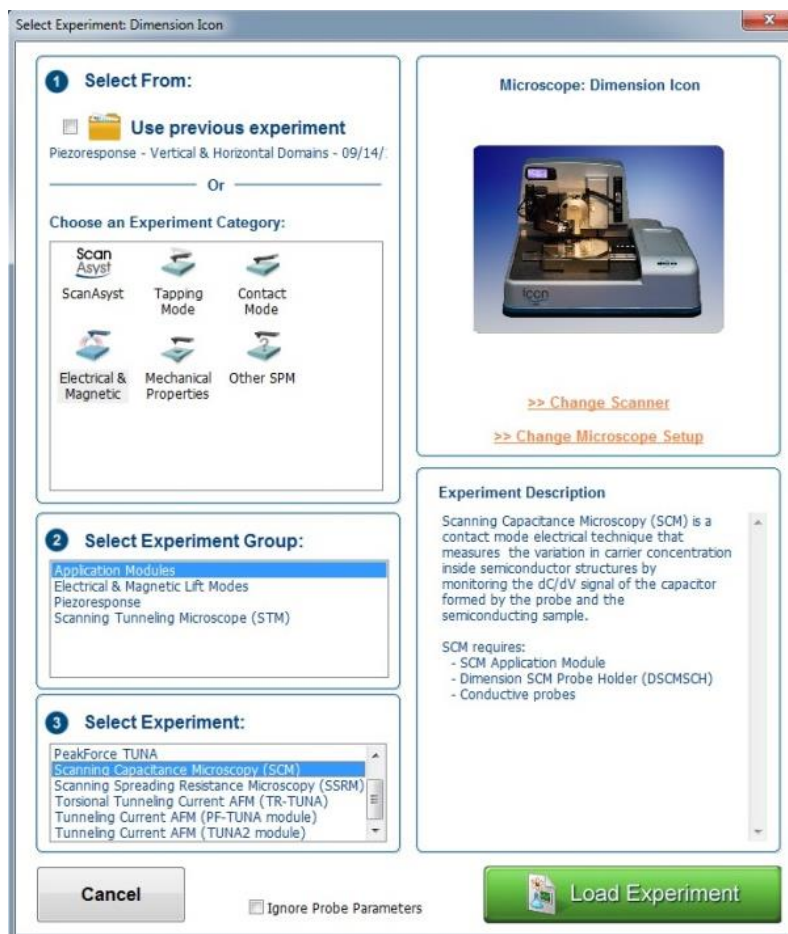 Select Experiment: Dimension Icon
1 Select From:
Use previous experiment
Piezoresponse - Vertical & Horizontal Domains - 09/14/
Or
Choose an Experiment Category:
Scan
Asyst
ScanAsyst
Tapping
Mode
Contact
Mode
Electrical &
Magnetic
Mechanical
Properties
Other SPM
2 Select Experiment Group:
Application Modules
Electrical & Magnetic Lift Modes
Piezoresponse
Scanning Tunneling Microscope (STM)
3 Select Experiment:
PeakForce TUNA
Scanning Capacitance Microscopy (SCM)
Scanning Spreading Resistance Microscopy (SSRM)
Torsional Tunneling Current AFM (TR-TUNA)
Tunneling Current AFM (PF-TUNA module)
Tunneling Current AFM (TUNA2 module)
Cancel
Ignore Probe Parameters
Microscope: Dimension Icon
Icon
>> Change Scanner
>> Change Microscope Setup
Experiment Description
Scanning Capacitance Microscopy (SCM) is a
contact mode electrical technique that
measures the variation in carrier concentration
inside semiconductor structures by
monitoring the dC/dV signal of the capacitor
formed by the probe and the
semiconducting sample.
SCM requires:
- SCM Application Module
- Dimension SCM Probe Holder (DSCMSCH)
- Conductive probes
Load Experiment